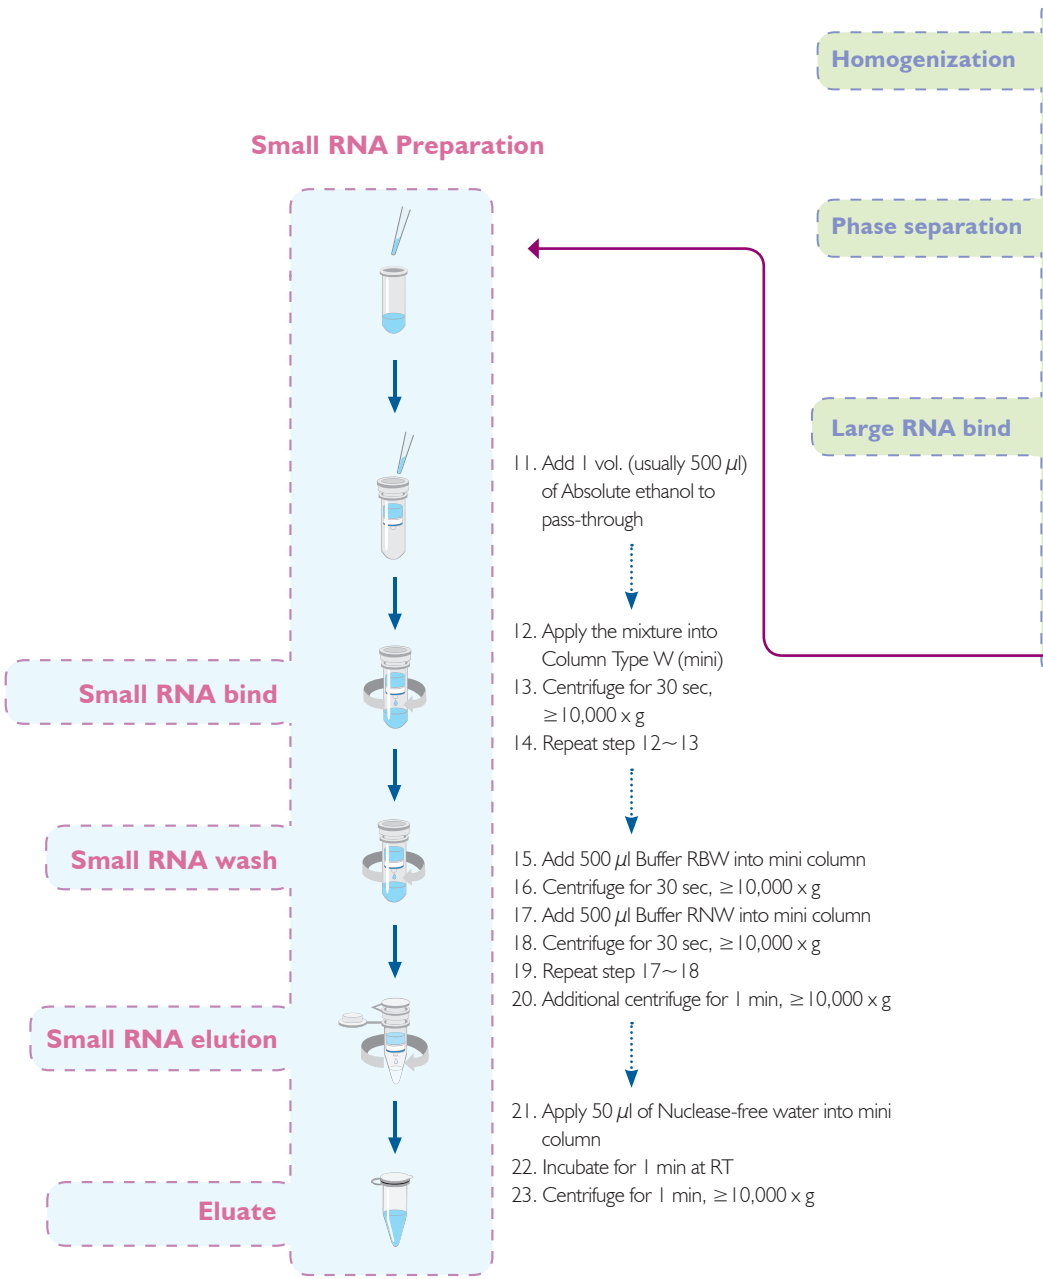 Homogenization
Small RNA Preparation
Phase separation
Large RNA bind
11. Add 1 vol. (usually 500 µl)
of Absolute ethanol to
pass-through
12. Apply the mixture into
Column Type W (mini)
13. Centrifuge for 30 sec,
≥10,000 x g
14. Repeat step 12~13
Small RNA bind
15. Add 500 µl Buffer RBW into mini column
16. Centrifuge for 30 sec, ≥10,000 x g
17. Add 500 µl Buffer RNW into mini column
18. Centrifuge for 30 sec, ≥10,000 x g
19. Repeat step 17~18
20. Additional centrifuge for 1 min, ≥10,000 x g
Small RNA wash
Small RNA elution
21. Apply 50 µl of Nuclease-free water into mini
column
22. Incubate for 1 min at RT
23. Centrifuge for 1 min, ≥10,000 x g
Eluate